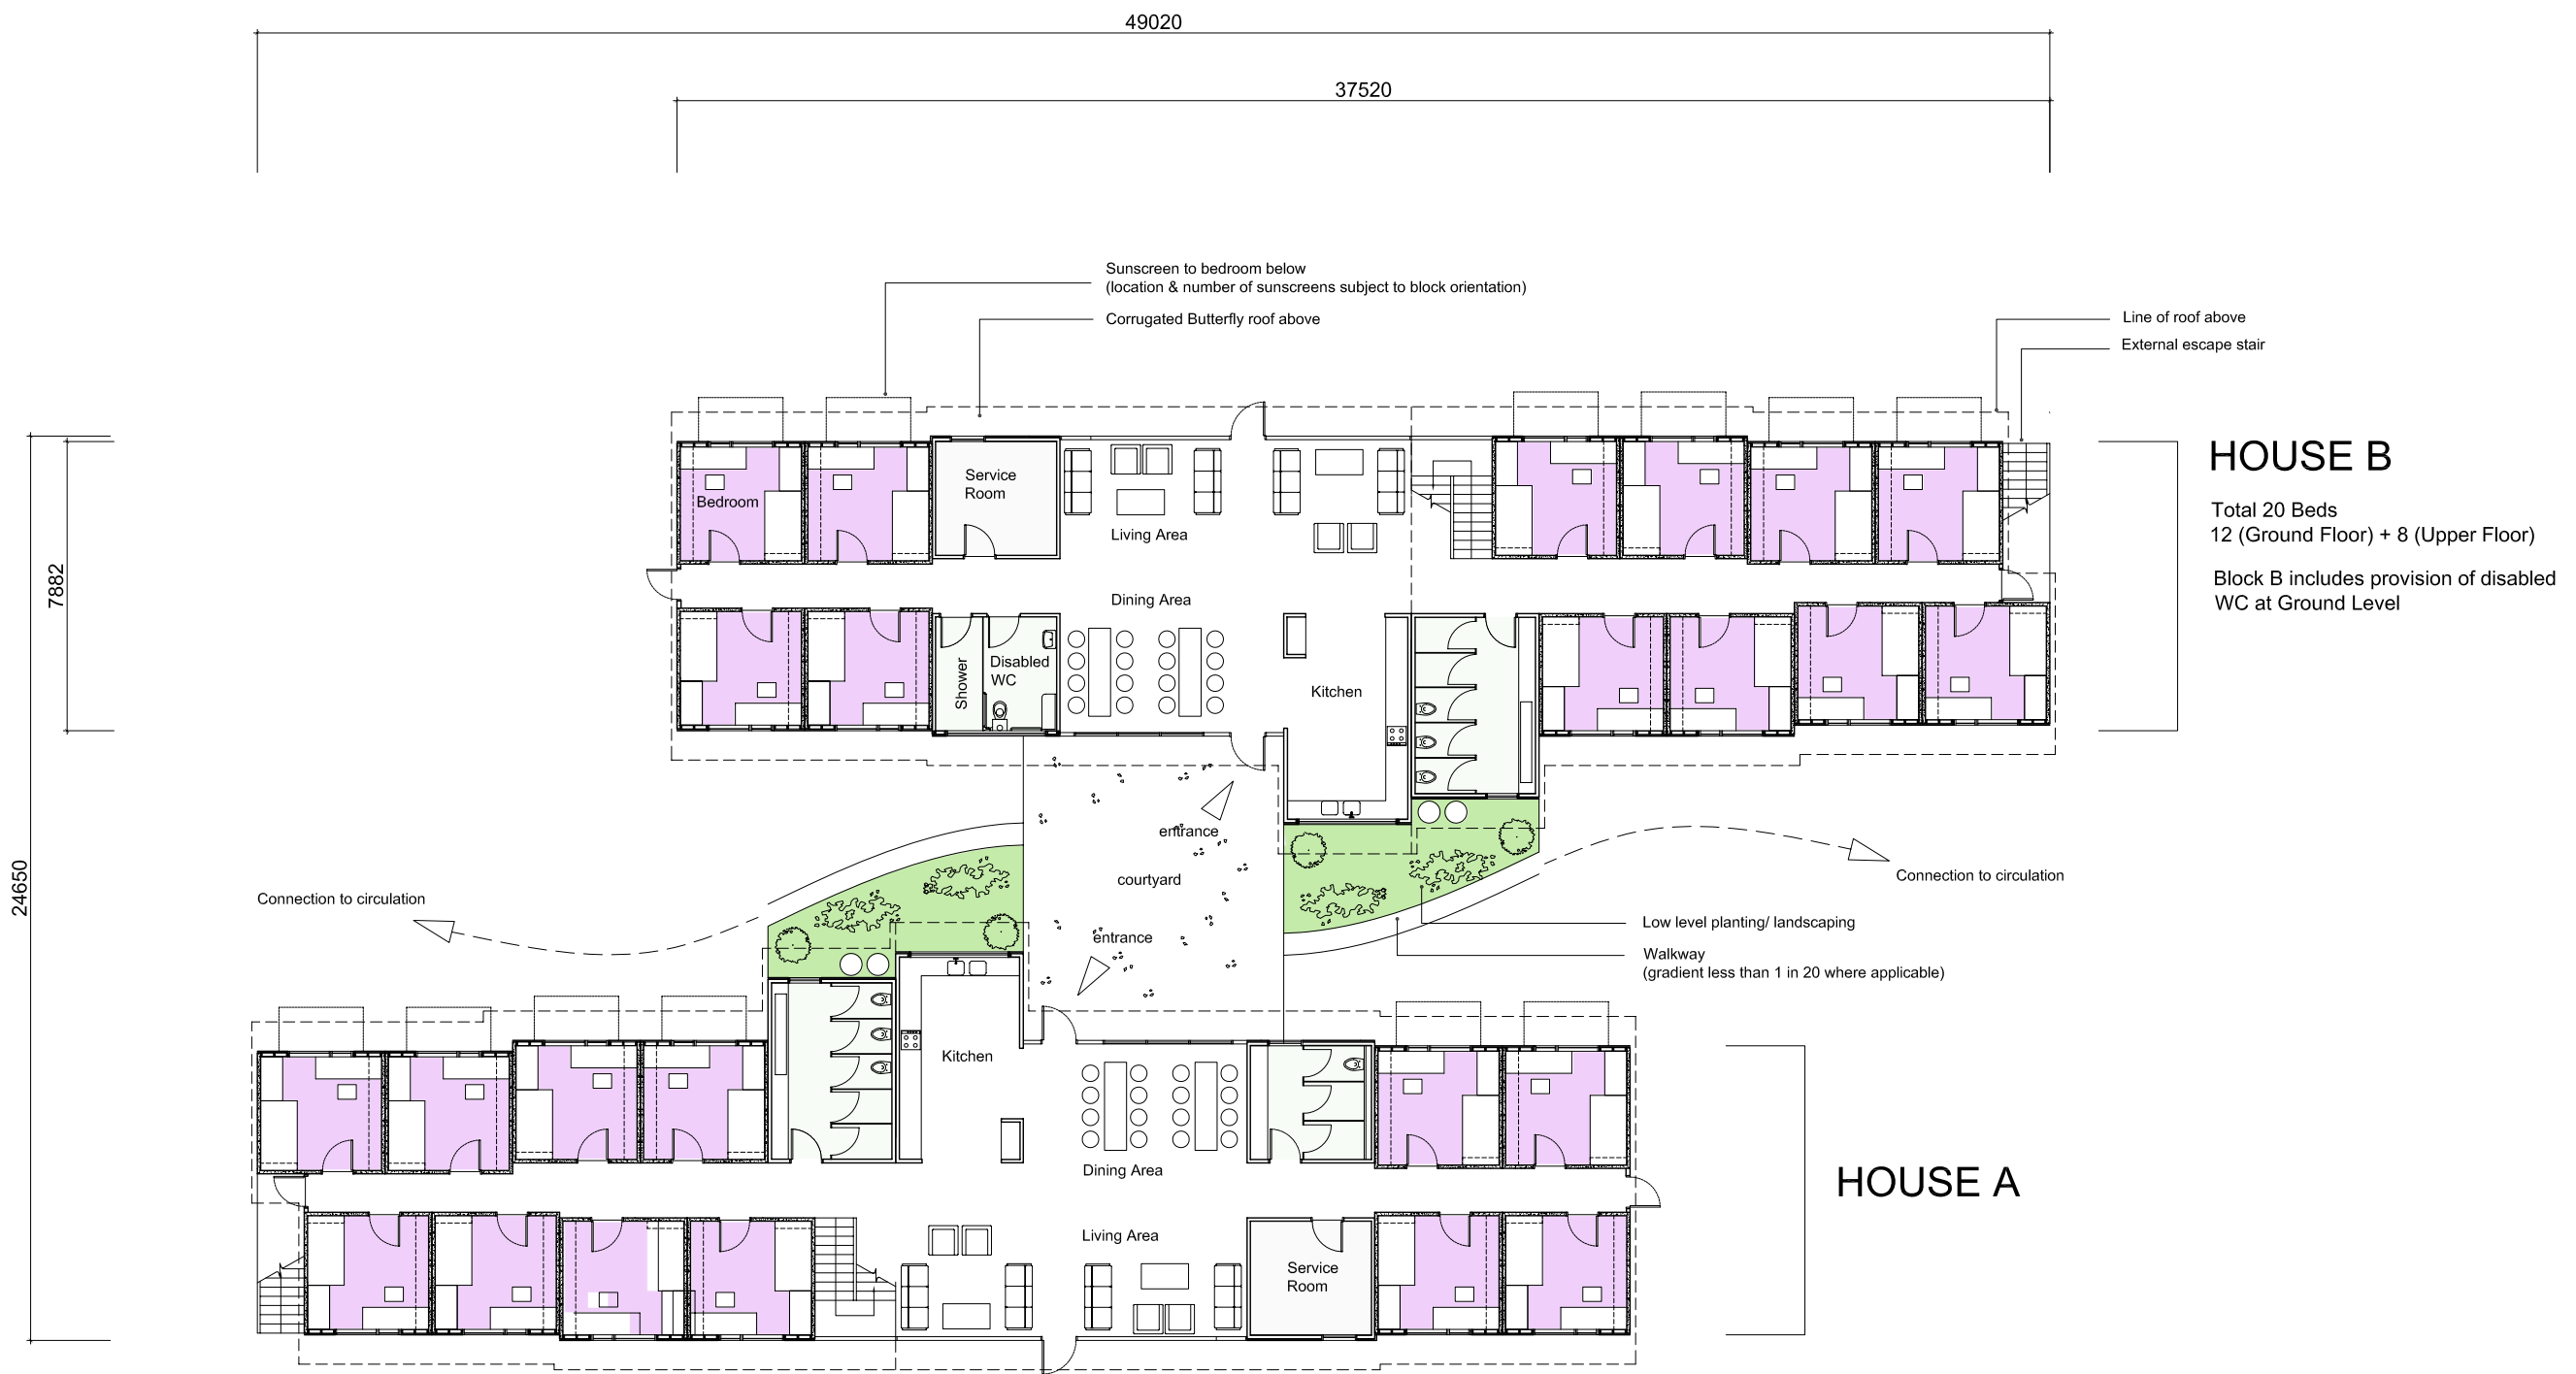 49020
37520
Sunscreen to bedroom below
(location & number of sunscreens subject to block orientation)
Corrugated Butterfly roof above
Line of roof above
External escape stair
HOUSE B
Total 20 Beds
12 (Ground Floor) + 8 (Upper Floor)
Block B includes provision of disabled
WC at Ground Level
7882
24650
Bedroom
Service
Room
Living Area
Dining Area
Shower
Disabled
WC
Kitchen
entrance
courtyard
entrance
Connection to circulation
Connection to circulation
Low level planting/ landscaping
Walkway
(gradient less than 1 in 20 where applicable)
Kitchen
Dining Area
Living Area
Service
Room
HOUSE A